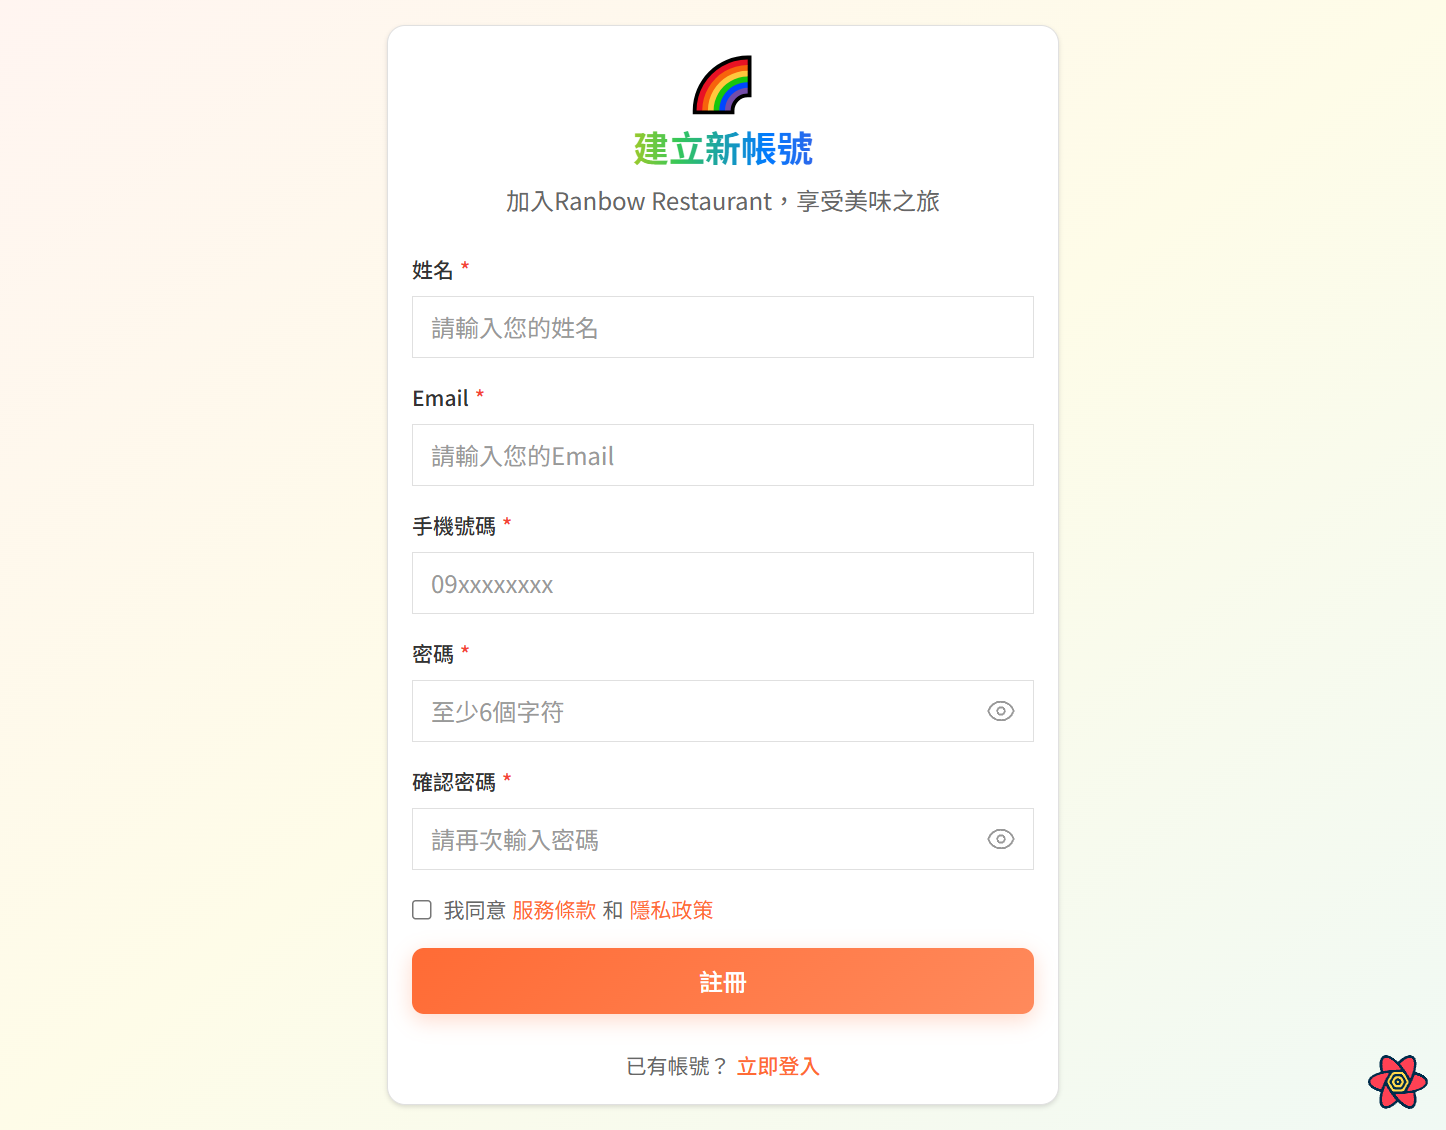 建立新帳號
加入Ranbow Restaurant，享受美味之旅
姓名 *
請輸入您的姓名
Email *
請輸入您的Email
手機號碼 *
09xxxxxxxx
密碼 *
至少6個字符
確認密碼 *
請再次輸入密碼
我同意 服務條款 和 隱私政策
註冊
已有帳號？ 立即登入